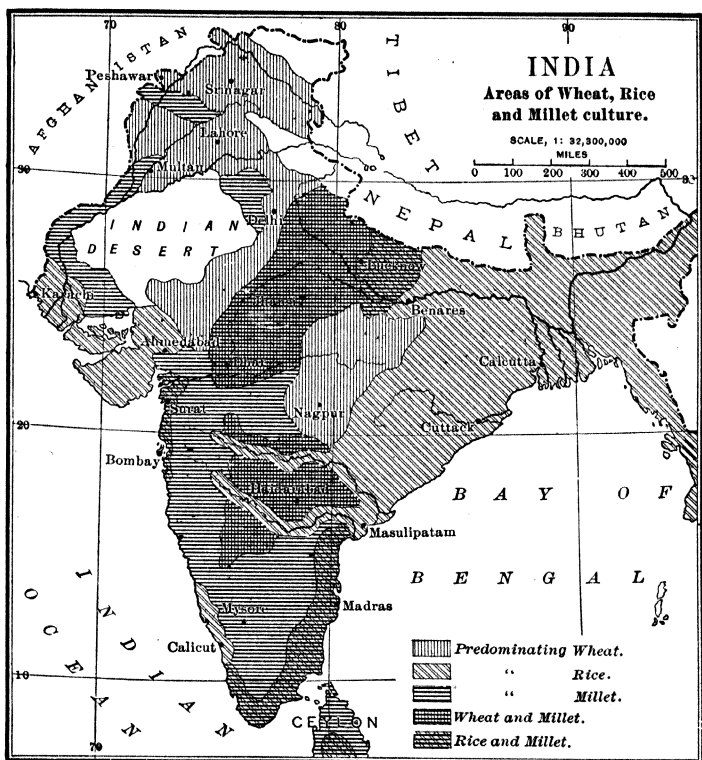 70
80
90
INDIA
Areas of Wheat, Rice
and Millet culture.
SCALE, 1: 32,300,000
MILES
0 100 200 300 400 500
AFGHANISTAN
TIBET
Peshawar
Srinagar
Lahore
Multan
30
NEPAL
BHUTAN
Delhi
INDIAN
DESERT
Karachi
Benares
Ahmedabad
Calcutta
Surat
Nagpur
20
Cuttack
Bombay
Haidarabad
BAY OF
BENGAL
Masulipatam
INDIAN
OCEAN
Mysore
Madras
Calicut
10
CEYLON
70
Predominating Wheat.
“ Rice.
“ Millet.
Wheat and Millet.
Rice and Millet.